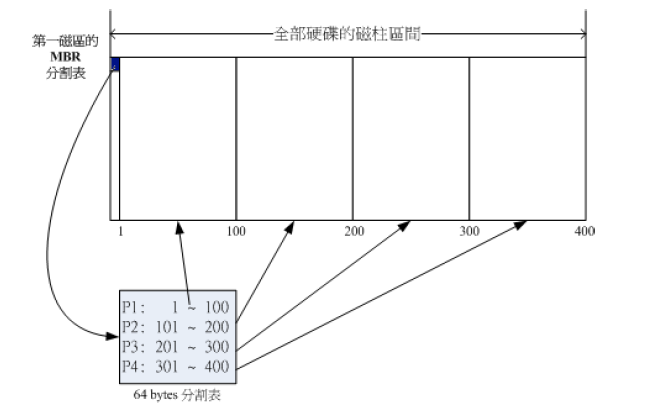 第一磁區的
MBR
分割表
全部硬碟的磁柱區間
1 100 200 300 400
P1: 1 ~ 100
P2: 101 ~ 200
P3: 201 ~ 300
P4: 301 ~ 400
64 bytes 分割表